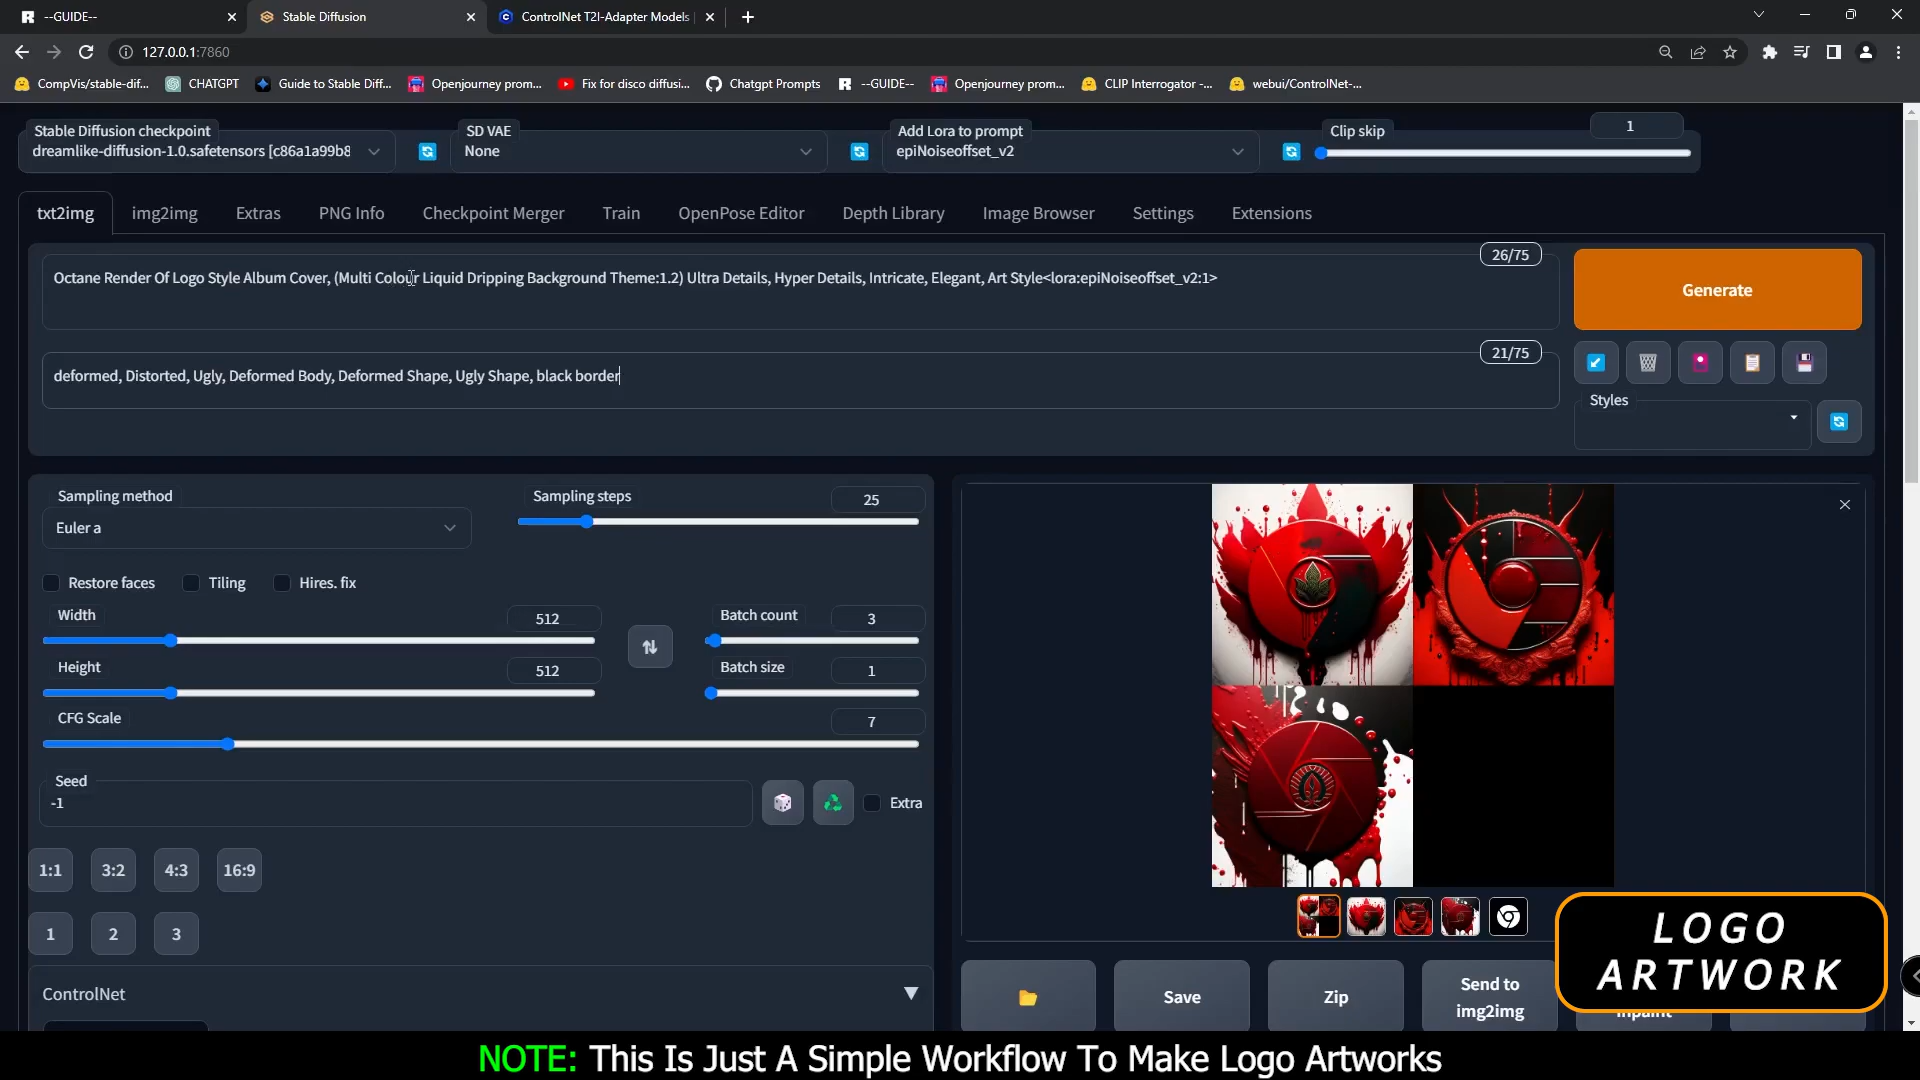 --GUIDE--
Stable Diffusion
ControlNet T2I-Adapter Models
127.0.0.1:7860
CompVis/stable-dif...
CHATGPT
Guide to Stable Diff...
Openjourney prom...
Fix for disco diffusi...
Chatgpt Prompts
--GUIDE--
Openjourney prom...
CLIP Interrogator -...
webui/ControlNet-...
Stable Diffusion checkpoint
dreamlike-diffusion-1.0.safetensors [c86a1a99b8
SD VAE
None
Add Lora to prompt
epiNoiseoffset_v2
Clip skip
1
txt2img
img2img
Extras
PNG Info
Checkpoint Merger
Train
OpenPose Editor
Depth Library
Image Browser
Settings
Extensions
26/75
Octane Render Of Logo Style Album Cover, (Multi Colour Liquid Dripping Background Theme:1.2) Ultra Details, Hyper Details, Intricate, Elegant, Art Style<lora:epiNoiseoffset_v2:1>
Generate
21/75
deformed, Distorted, Ugly, Deformed Body, Deformed Shape, Ugly Shape, black border
Styles
Sampling method
Euler a
Sampling steps
25
Restore faces
Tiling
Hires. fix
Width
512
Batch count
3
Height
512
Batch size
1
CFG Scale
7
Seed
-1
Extra
1:1
3:2
4:3
16:9
1
2
3
ControlNet
Save
Zip
Send to
img2img
LOGO
ARTWORK
NOTE: This Is Just A Simple Workflow To Make Logo Artworks